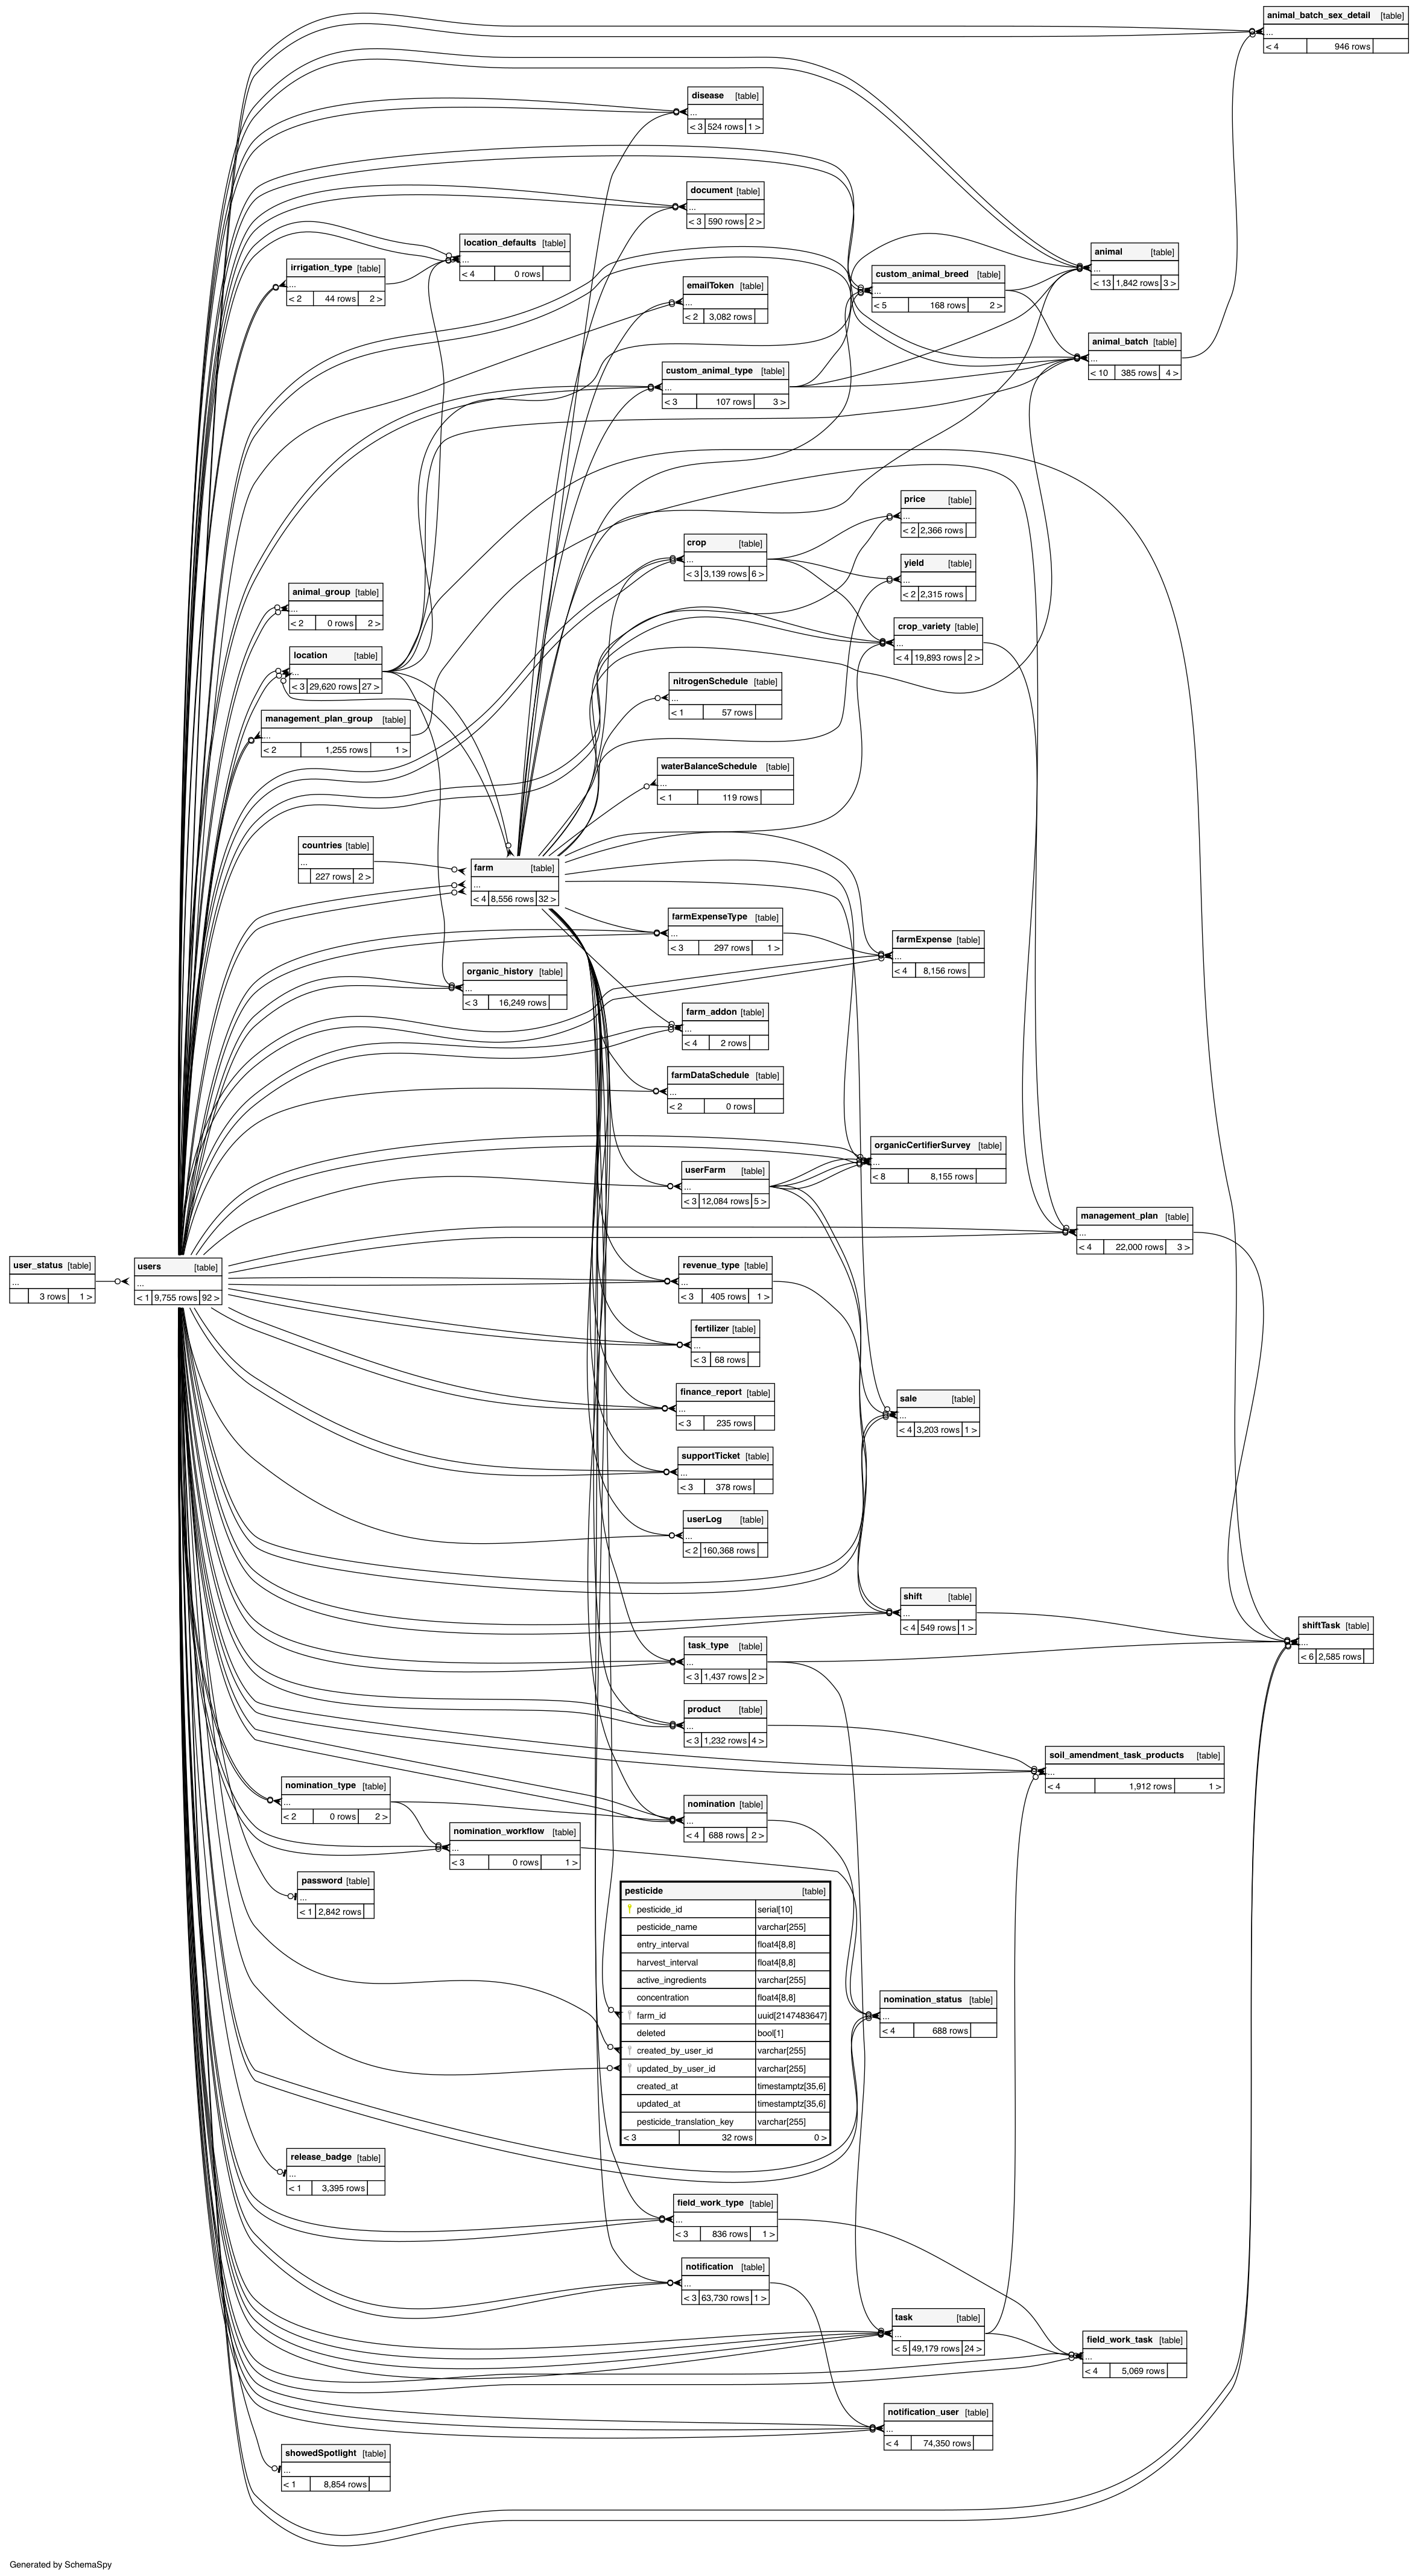 animal_batch_sex_detail [table]
...
< 4 946 rows
disease [table]
...
< 3 524 rows 1 >
document [table]
...
< 3 590 rows 2 >
location_defaults [table]
...
< 4 0 rows
animal [table]
...
< 13 1,842 rows 3 >
irrigation_type [table]
...
< 2 44 rows 2 >
custom_animal_breed [table]
...
< 5 168 rows 2 >
emailToken [table]
...
< 2 3,082 rows
animal_batch [table]
...
< 10 385 rows 4 >
custom_animal_type [table]
...
< 3 107 rows 3 >
price [table]
...
< 2 2,366 rows
crop [table]
...
< 3 3,139 rows 6 >
yield [table]
...
< 2 2,315 rows
animal_group [table]
...
< 2 0 rows 2 >
crop_variety [table]
...
< 4 19,893 rows 2 >
location [table]
...
< 3 29,620 rows 27 >
nitrogenSchedule [table]
...
< 1 57 rows
management_plan_group [table]
...
< 2 1,255 rows 1 >
waterBalanceSchedule [table]
...
< 1 119 rows
countries [table]
...
227 rows 2 >
farm [table]
...
< 4 8,556 rows 32 >
farmExpenseType [table]
...
< 3 297 rows 1 >
farmExpense [table]
...
< 4 8,156 rows
organic_history [table]
...
< 3 16,249 rows
farm_addon [table]
...
< 4 2 rows
farmDataSchedule [table]
...
< 2 0 rows
organicCertifierSurvey [table]
...
< 8 8,155 rows
userFarm [table]
...
< 3 12,084 rows 5 >
management_plan [table]
...
< 4 22,000 rows 3 >
user_status [table]
...
3 rows 1 >
users [table]
...
< 1 9,755 rows 92 >
revenue_type [table]
...
< 3 405 rows 1 >
fertilizer [table]
...
< 3 68 rows
finance_report [table]
...
< 3 235 rows
sale [table]
...
< 4 3,203 rows 1 >
supportTicket [table]
...
< 3 378 rows
userLog [table]
...
< 2 160,368 rows
shift [table]
...
< 4 549 rows 1 >
shiftTask [table]
...
< 6 2,585 rows
task_type [table]
...
< 3 1,437 rows 2 >
product [table]
...
< 3 1,232 rows 4 >
soil_amendment_task_products [table]
...
< 4 1,912 rows 1 >
nomination_type [table]
...
< 2 0 rows 2 >
nomination [table]
...
< 4 688 rows 2 >
nomination_workflow [table]
...
< 3 0 rows 1 >
password [table]
...
< 1 2,842 rows
pesticide [table]
pesticide_id serial[10]
pesticide_name varchar[255]
entry_interval float4[8,8]
harvest_interval float4[8,8]
active_ingredients varchar[255]
concentration float4[8,8]
farm_id uuid[2147483647]
deleted bool[1]
created_by_user_id varchar[255]
updated_by_user_id varchar[255]
created_at timestamptz[35,6]
updated_at timestamptz[35,6]
pesticide_translation_key varchar[255]
< 3 32 rows 0 >
nomination_status [table]
...
< 4 688 rows
release_badge [table]
...
< 1 3,395 rows
field_work_type [table]
...
< 3 836 rows 1 >
notification [table]
...
< 3 63,730 rows 1 >
task [table]
...
< 5 49,179 rows 24 >
field_work_task [table]
...
< 4 5,069 rows
notification_user [table]
...
< 4 74,350 rows
showedSpotlight [table]
...
< 1 8,854 rows
Generated by SchemaSpy